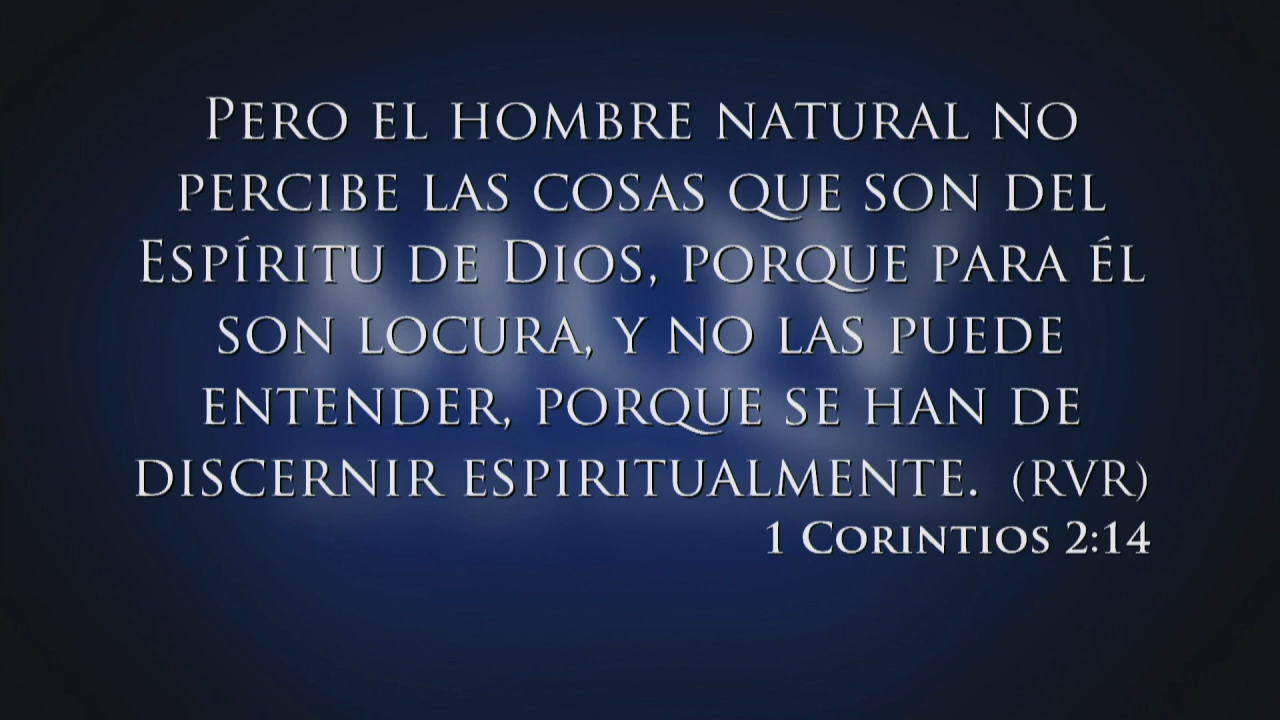 Pero el hombre natural no
percibe las cosas que son del
Espíritu de Dios, porque para él
son locura, y no las puede
entender, porque se han de
discernir espiritualmente. (RVR)
1 Corintios 2:14